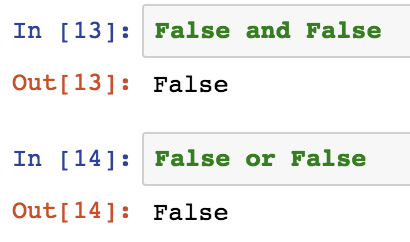 In [13]: False and False
Out[13]: False
In [14]: False or False
Out[14]: False